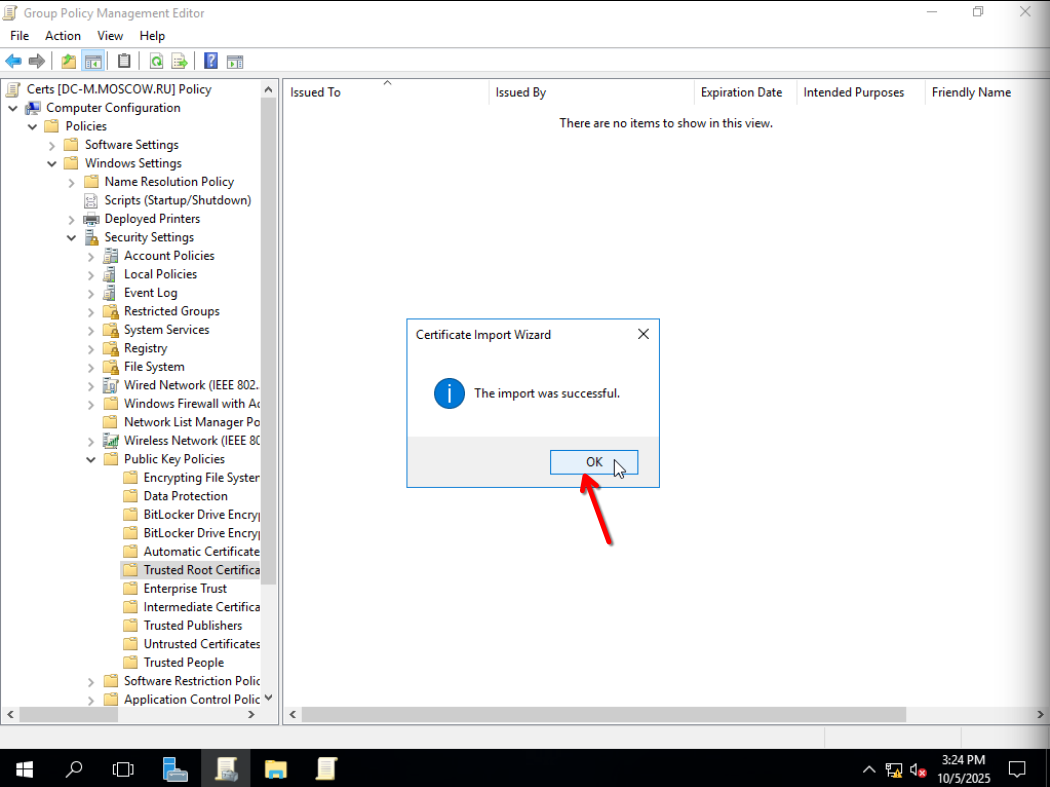 Group Policy Management Editor
File Action View Help
Certs [DC-M.MOSCOW.RU] Policy
Computer Configuration
Policies
Software Settings
Windows Settings
Name Resolution Policy
Scripts (Startup/Shutdown)
Deployed Printers
Security Settings
Account Policies
Local Policies
Event Log
Restricted Groups
System Services
Registry
File System
Wired Network (IEEE 802.
Windows Firewall with Ad
Network List Manager Po
Wireless Network (IEEE 80
Public Key Policies
Encrypting File System
Data Protection
BitLocker Drive Encryp
BitLocker Drive Encryp
Automatic Certificate
Trusted Root Certifica
Enterprise Trust
Intermediate Certifica
Trusted Publishers
Untrusted Certificates
Trusted People
Software Restriction Polic
Application Control Polic
Issued To Issued By Expiration Date Intended Purposes Friendly Name
There are no items to show in this view.
Certificate Import Wizard
The import was successful.
OK
3:24 PM
10/5/2025